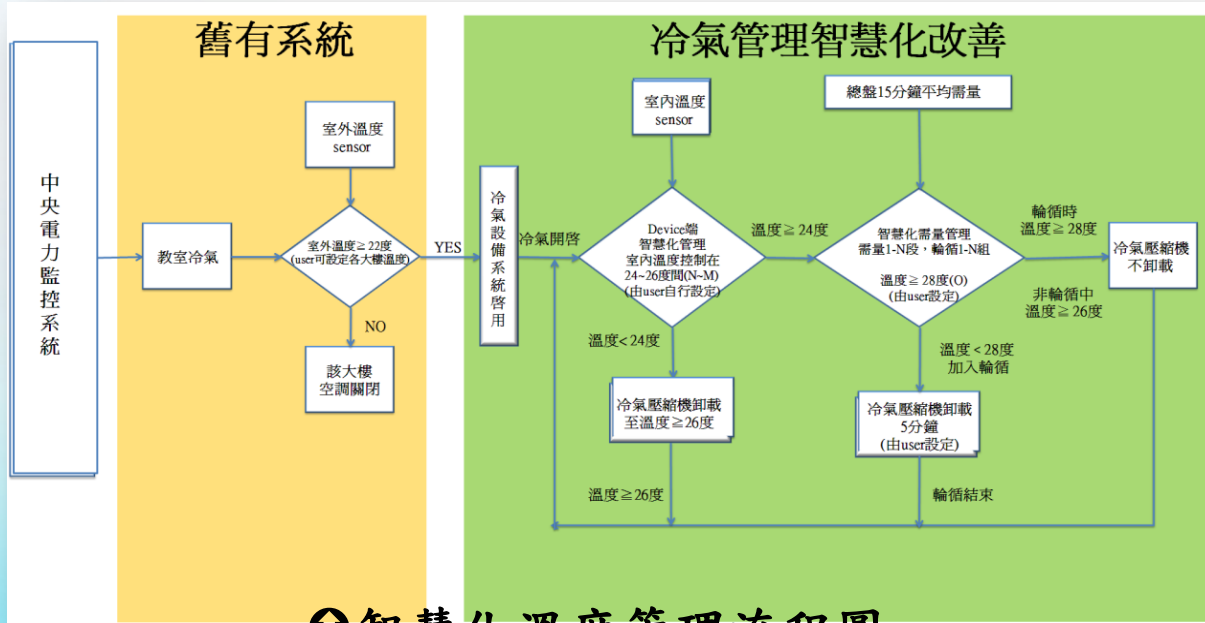 舊有系統
冷氣管理智慧化改善
中央電力監控系統
教室冷氣
室外溫度
sensor
室外溫度≧22度
(user可設定各大樓溫度)
YES
NO
該大樓
空調關閉
冷氣設備系統啓用
冷氣開啓
室內溫度
sensor
Device端
智慧化管理
室內溫度控制在
24~26度間(N~M)
(由user自行設定)
溫度<24度
冷氣壓縮機卸載
至溫度≧26度
溫度≧26度
溫度≧24度
總盤15分鐘平均需量
智慧化需量管理
需量1-N段，輪循1-N組
溫度≧28度(O)
(由user設定)
溫度<28度
加入輪循
冷氣壓縮機卸載
5分鐘
(由user設定)
輪循結束
輪循時
溫度≧28度
非輪循中
溫度≧26度
冷氣壓縮機
不卸載
智慧化溫度管理流程圖